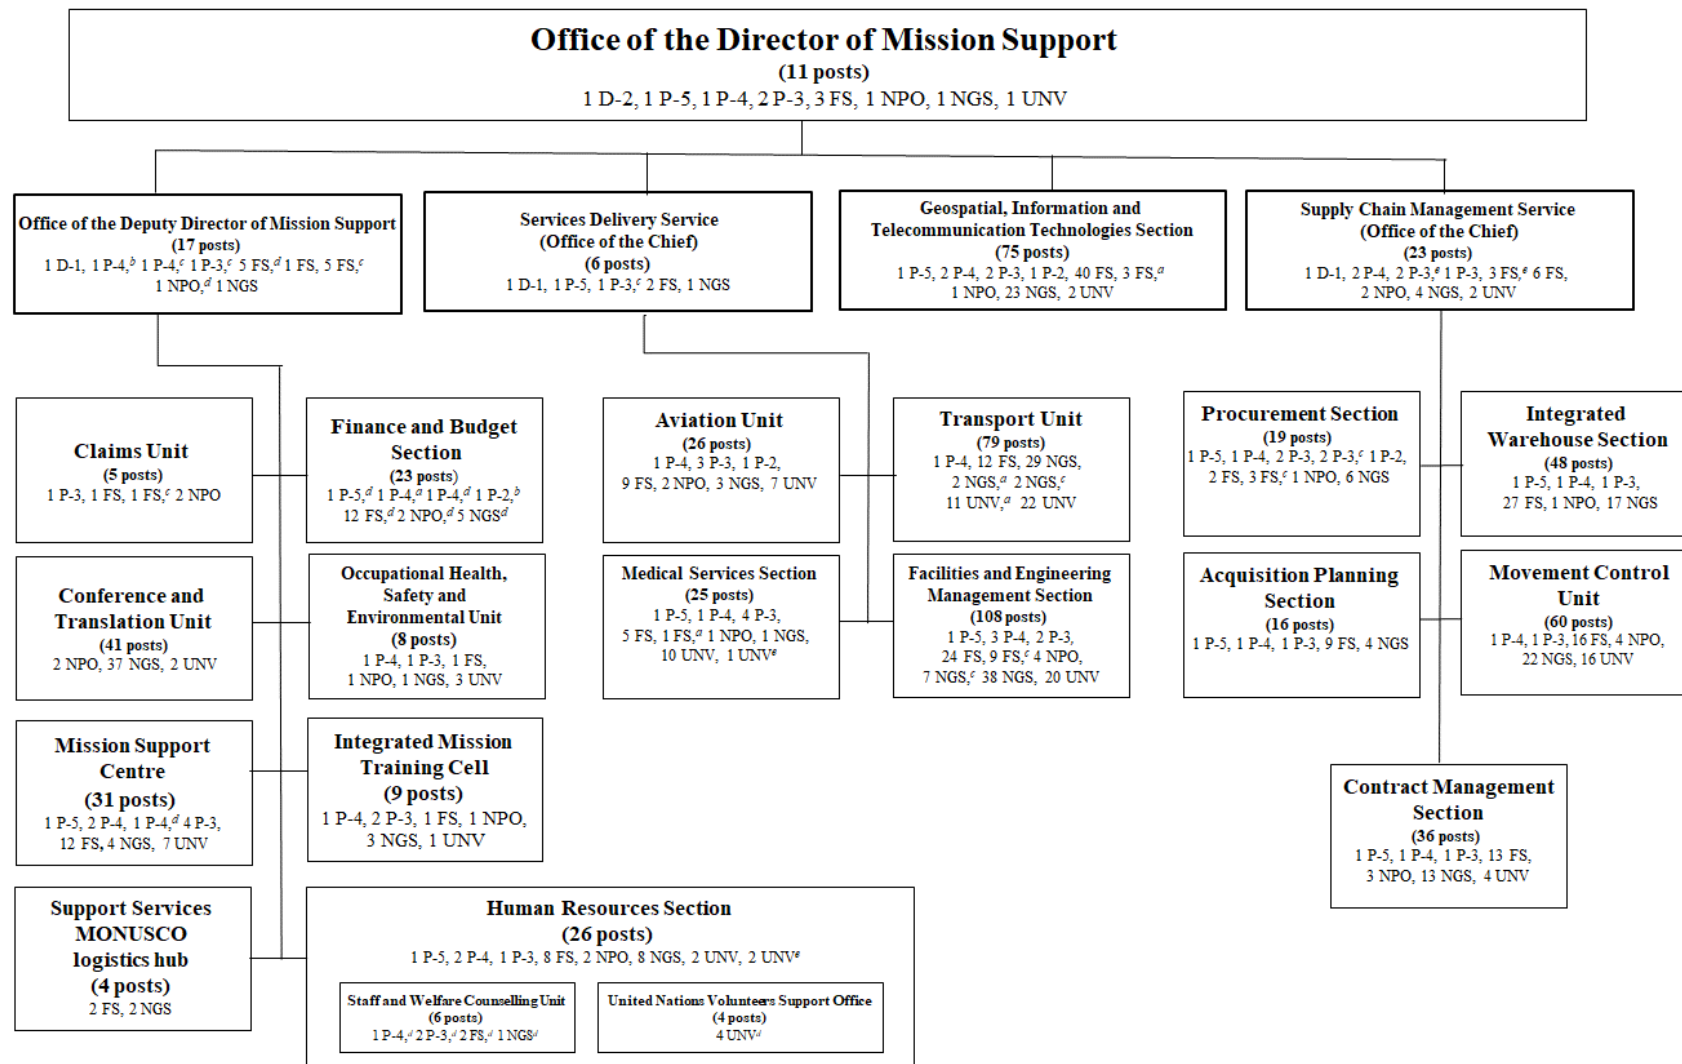 Office of the Director of Mission Support
(11 posts)
1 D-2, 1 P-5, 1 P-4, 2 P-3, 3 FS, 1 NPO, 1 NGS, 1 UNV
Office of the Deputy Director of Mission Support
(17 posts)
1 D-1, 1 P-4,b 1 P-4,c 1 P-3,c 5 FS,d 1 FS, 5 FS,c
1 NPO,d 1 NGS
Services Delivery Service
(Office of the Chief)
(6 posts)
1 D-1, 1 P-5, 1 P-3,c 2 FS, 1 NGS
Geospatial, Information and
Telecommunication Technologies Section
(75 posts)
1 P-5, 2 P-4, 2 P-3, 1 P-2, 40 FS, 3 FS,a
1 NPO, 23 NGS, 2 UNV
Supply Chain Management Service
(Office of the Chief)
(23 posts)
1 D-1, 2 P-4, 2 P-3,e 1 P-3, 3 FS,e 6 FS,
2 NPO, 4 NGS, 2 UNV
Claims Unit
(5 posts)
1 P-3, 1 FS, 1 FS,c 2 NPO
Finance and Budget
Section
(23 posts)
1 P-5,d 1 P-4,a 1 P-4,d 1 P-2,b
12 FS,d 2 NPO,d 5 NGSd
Aviation Unit
(26 posts)
1 P-4, 3 P-3, 1 P-2,
9 FS, 2 NPO, 3 NGS, 7 UNV
Transport Unit
(79 posts)
1 P-4, 12 FS, 29 NGS,
2 NGS,a 2 NGS,c
11 UNV,a 22 UNV
Procurement Section
(19 posts)
1 P-5, 1 P-4, 2 P-3, 2 P-3,c 1 P-2,
2 FS, 3 FS,c 1 NPO, 6 NGS
Integrated
Warehouse Section
(48 posts)
1 P-5, 1 P-4, 1 P-3,
27 FS, 1 NPO, 17 NGS
Conference and
Translation Unit
(41 posts)
2 NPO, 37 NGS, 2 UNV
Occupational Health,
Safety and
Environmental Unit
(8 posts)
1 P-4, 1 P-3, 1 FS,
1 NPO, 1 NGS, 3 UNV
Medical Services Section
(25 posts)
1 P-5, 1 P-4, 4 P-3,
5 FS, 1 FS,a 1 NPO, 1 NGS,
10 UNV, 1 UNVe
Facilities and Engineering
Management Section
(108 posts)
1 P-5, 3 P-4, 2 P-3,
24 FS, 9 FS,c 4 NPO,
7 NGS,c 38 NGS, 20 UNV
Acquisition Planning
Section
(16 posts)
1 P-5, 1 P-4, 1 P-3, 9 FS, 4 NGS
Movement Control
Unit
(60 posts)
1 P-4, 1 P-3, 16 FS, 4 NPO,
22 NGS, 16 UNV
Mission Support
Centre
(31 posts)
1 P-5, 2 P-4, 1 P-4,d 4 P-3,
12 FS, 4 NGS, 7 UNV
Integrated Mission
Training Cell
(9 posts)
1 P-4, 2 P-3, 1 FS, 1 NPO,
3 NGS, 1 UNV
Contract Management
Section
(36 posts)
1 P-5, 1 P-4, 1 P-3, 13 FS,
3 NPO, 13 NGS, 4 UNV
Support Services
MONUSCO
logistics hub
(4 posts)
2 FS, 2 NGS
Human Resources Section
(26 posts)
1 P-5, 2 P-4, 1 P-3, 8 FS, 2 NPO, 8 NGS, 2 UNV, 2 UNVe
Staff and Welfare Counselling Unit
(6 posts)
1 P-4,d 2 P-3,d 2 FS,d 1 NGSd
United Nations Volunteers Support Office
(4 posts)
4 UNVd